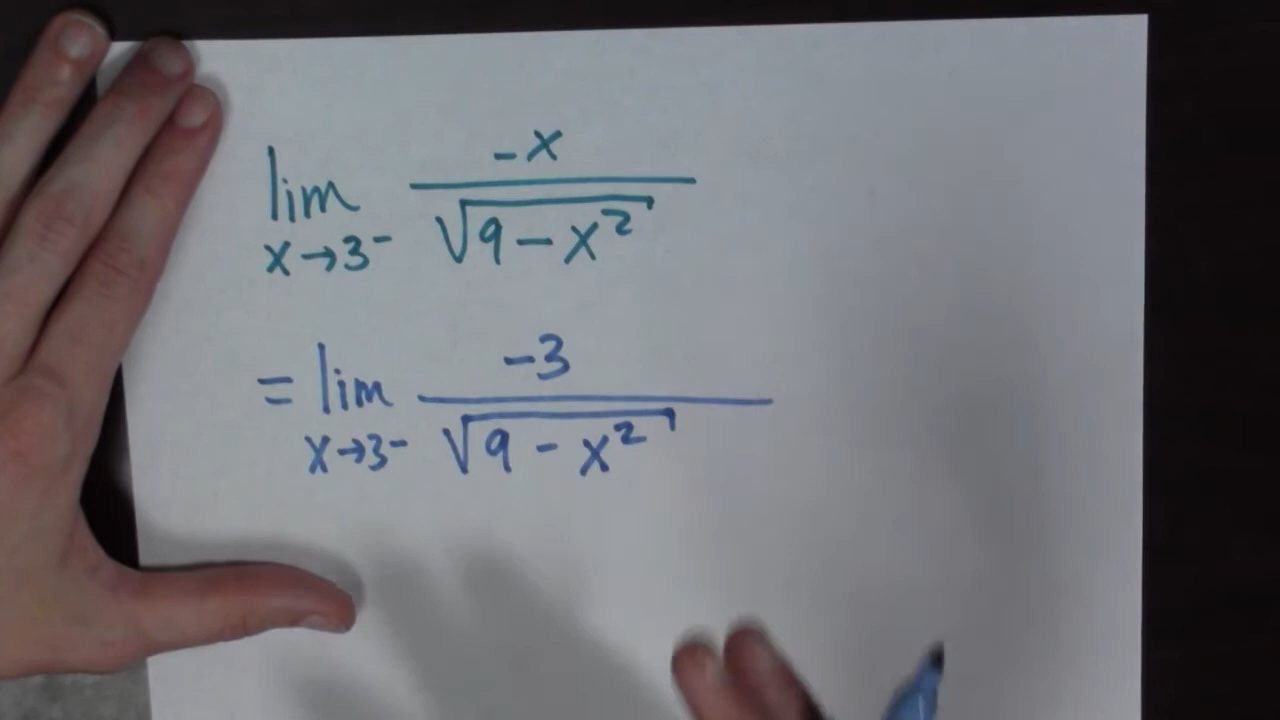 lim x→3⁻ -x / √(9-x²)
= lim x→3⁻ -3 / √(9-x²)